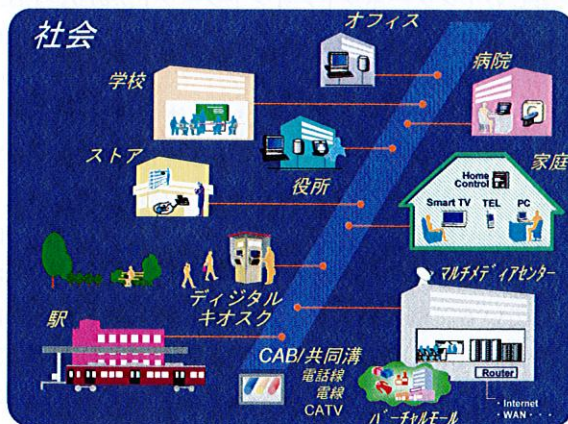 社会
オフィス
学校
病院
ストア
役所
家庭
Home
Control
Smart TV
TEL
PC
ディジタル
キオスク
マルチメディアセンター
駅
CAB/共同溝
電話線
電線
CATV
バーチャルモール
Router
・Internet
・WAN・・・